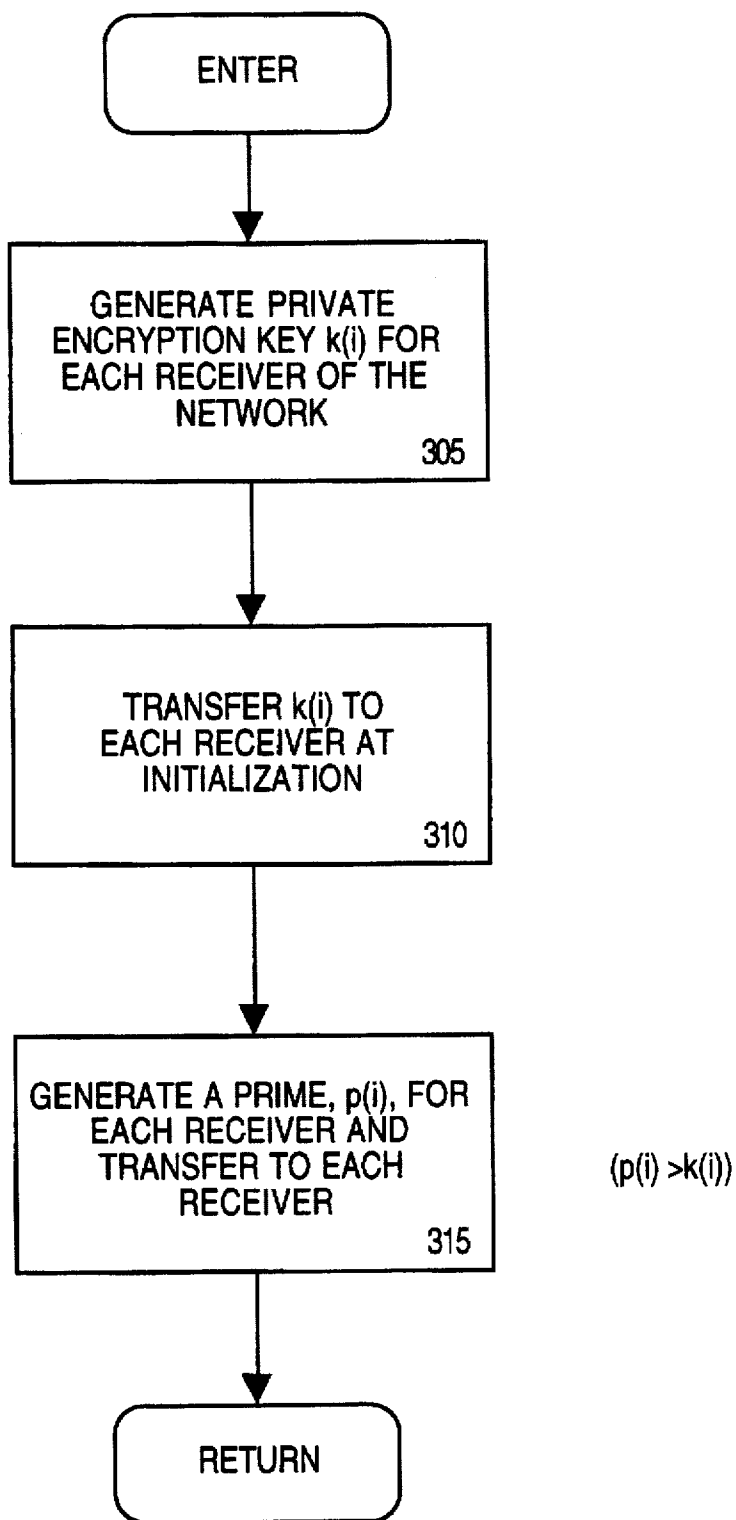 ENTER
GENERATE PRIVATE
ENCRYPTION KEY k(i) FOR
EACH RECEIVER OF THE
NETWORK
305
TRANSFER k(i) TO
EACH RECEIVER AT
INITIALIZATION
310
GENERATE A PRIME, p(i), FOR
EACH RECEIVER AND
TRANSFER TO EACH
RECEIVER
315
(p(i) >k(i))
RETURN